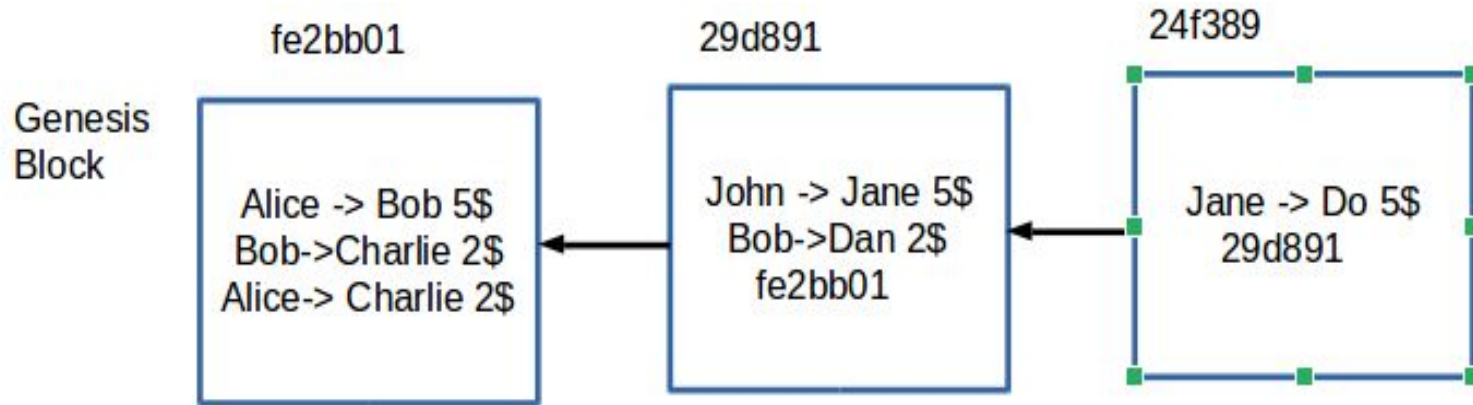 fe2bb01
29d891
24f389
Genesis
Block
Alice -> Bob 5$
Bob->Charlie 2$
Alice-> Charlie 2$
John -> Jane 5$
Bob->Dan 2$
fe2bb01
Jane -> Do 5$
29d891